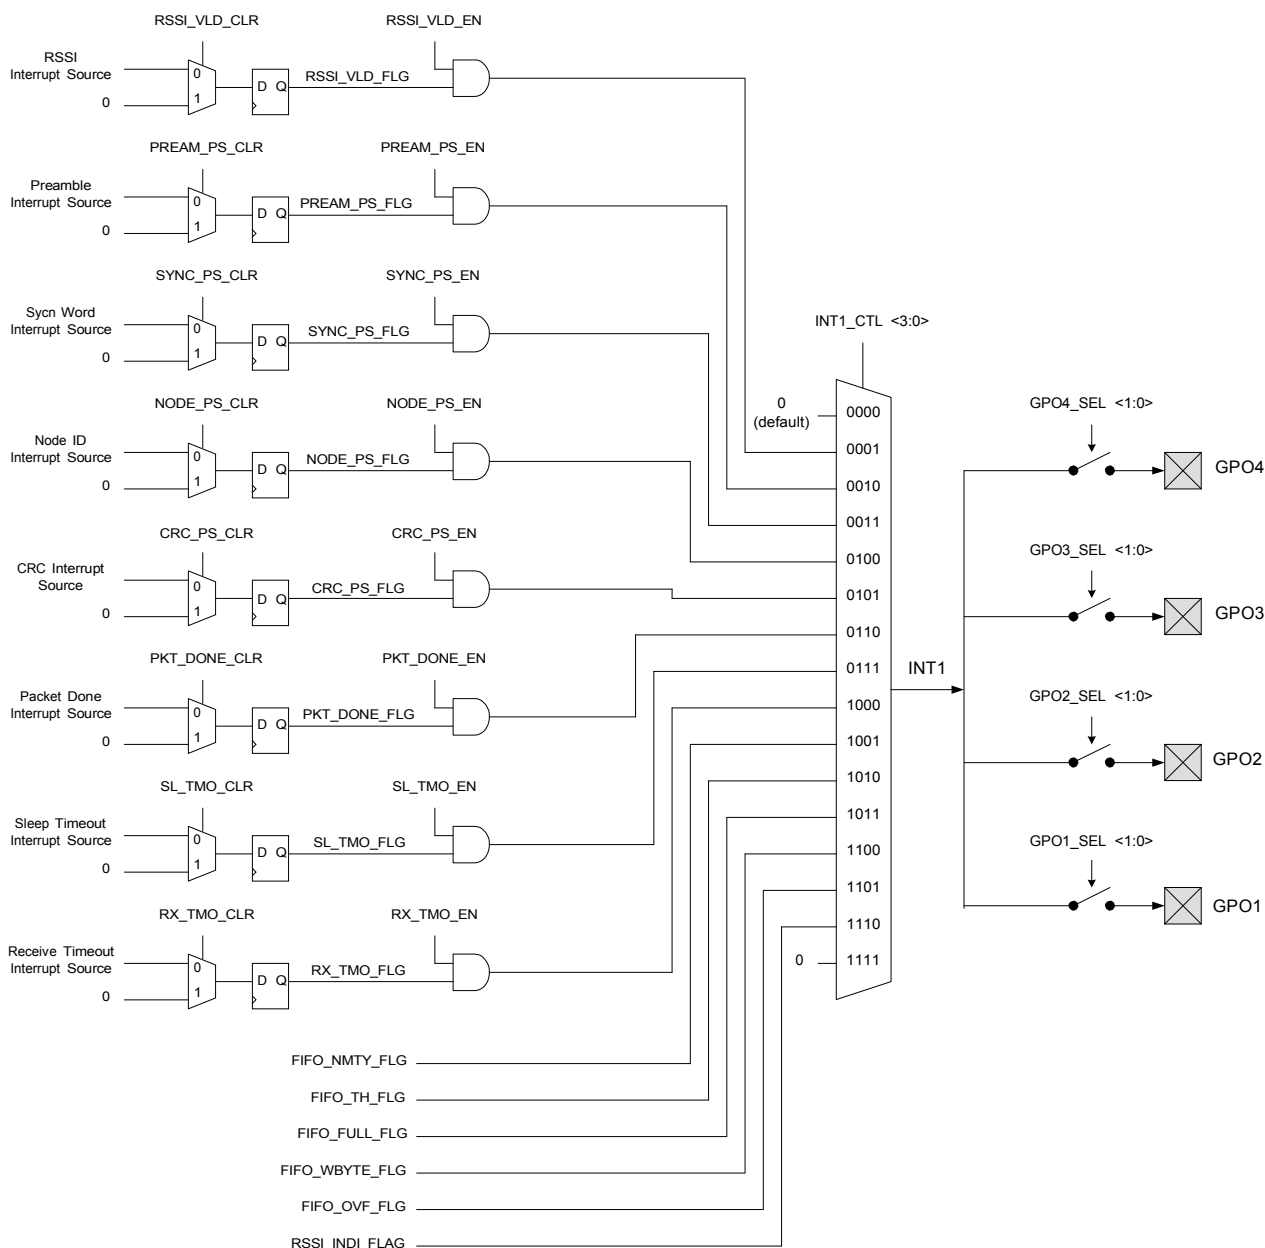 RSSI_VLD_CLR
RSSI_VLD_EN
RSSI
Interrupt Source
0
0
1
D Q
RSSI_VLD_FLG
PREAM_PS_CLR
PREAM_PS_EN
Preamble
Interrupt Source
0
0
1
D Q
PREAM_PS_FLG
SYNC_PS_CLR
SYNC_PS_EN
Sycn Word
Interrupt Source
0
0
1
D Q
SYNC_PS_FLG
NODE_PS_CLR
NODE_PS_EN
Node ID
Interrupt Source
0
0
1
D Q
NODE_PS_FLG
CRC_PS_CLR
CRC_PS_EN
CRC Interrupt
Source
0
0
1
D Q
CRC_PS_FLG
PKT_DONE_CLR
PKT_DONE_EN
Packet Done
Interrupt Source
0
0
1
D Q
PKT_DONE_FLG
SL_TMO_CLR
SL_TMO_EN
Sleep Timeout
Interrupt Source
0
0
1
D Q
SL_TMO_FLG
RX_TMO_CLR
RX_TMO_EN
Receive Timeout
Interrupt Source
0
0
1
D Q
RX_TMO_FLG
FIFO_NMTY_FLG
FIFO_TH_FLG
FIFO_FULL_FLG
FIFO_WBYTE_FLG
FIFO_OVF_FLG
RSSI_INDI_FLAG
INT1_CTL <3:0>
0
(default)
0000
0001
0010
0011
0100
0101
0110
0111
1000
1001
1010
1011
1100
1101
1110
0
1111
INT1
GPO4_SEL <1:0>
GPO4
GPO3_SEL <1:0>
GPO3
GPO2_SEL <1:0>
GPO2
GPO1_SEL <1:0>
GPO1